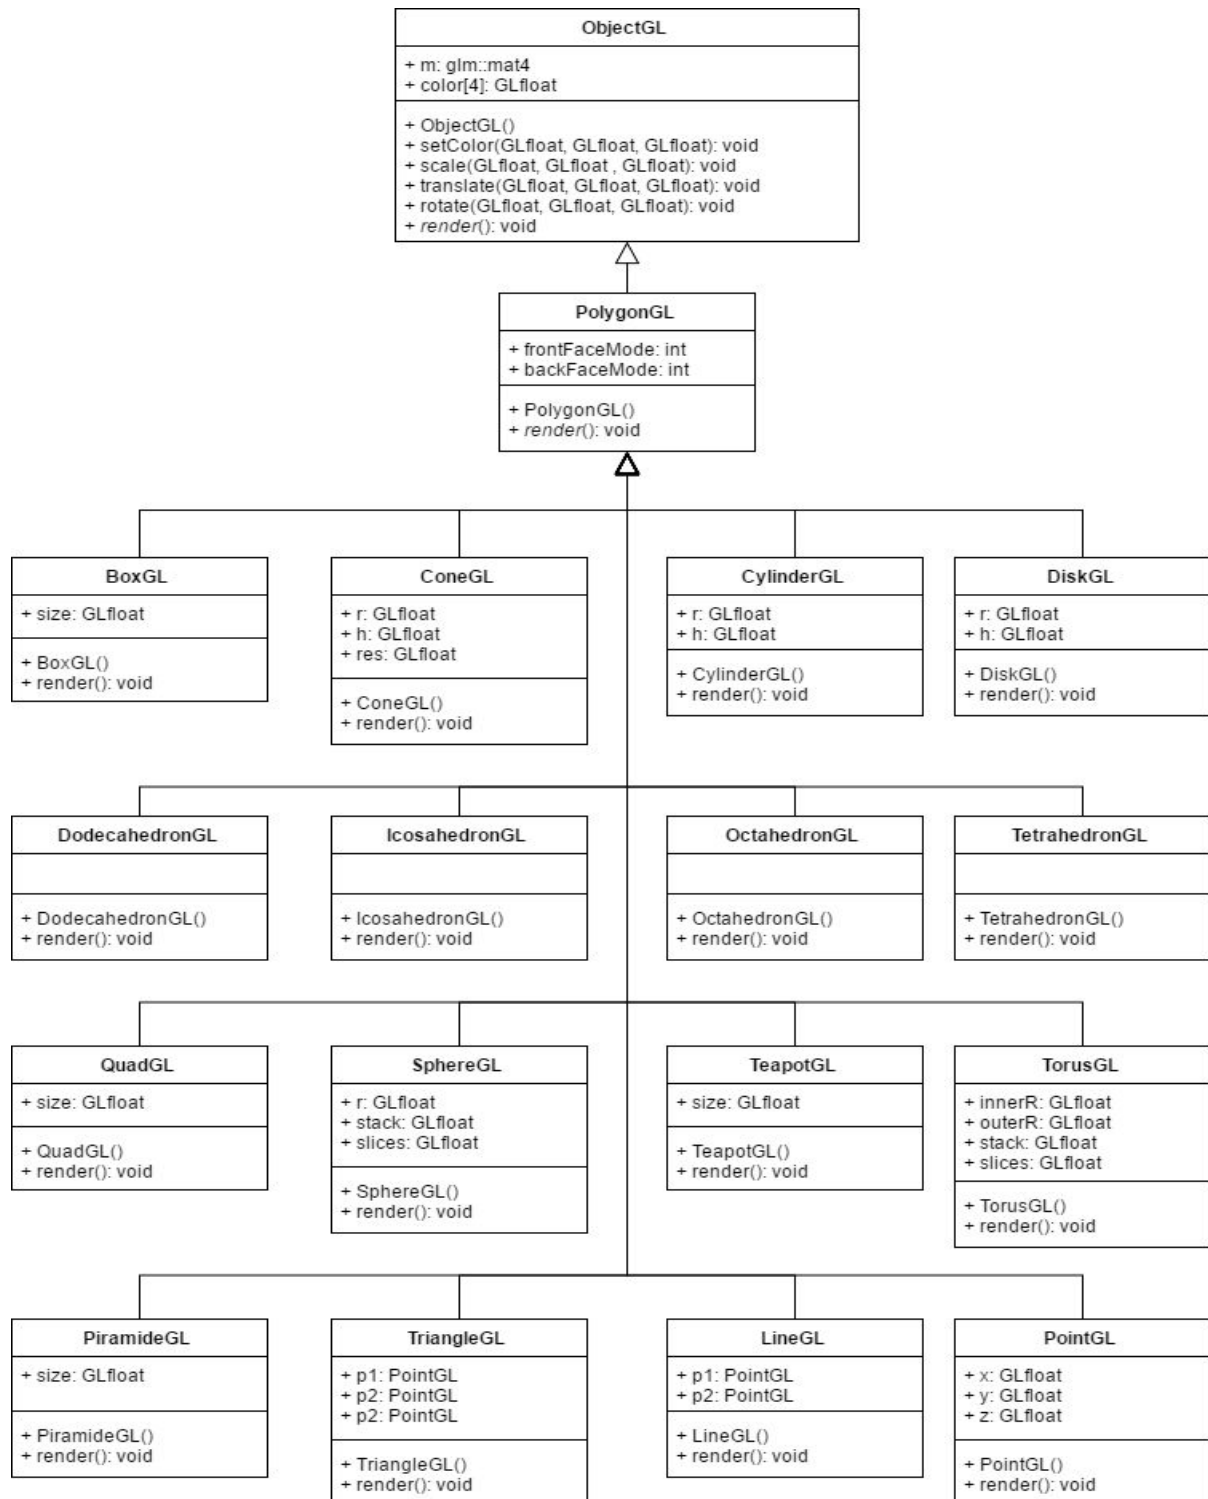 ObjectGL
+ m: glm::mat4
+ color[4]: GLfloat
+ ObjectGL()
+ setColor(GLfloat, GLfloat, GLfloat): void
+ scale(GLfloat, GLfloat , GLfloat): void
+ translate(GLfloat, GLfloat, GLfloat): void
+ rotate(GLfloat, GLfloat, GLfloat): void
+ render(): void
PolygonGL
+ frontFaceMode: int
+ backFaceMode: int
+ PolygonGL()
+ render(): void
BoxGL
+ size: GLfloat
+ BoxGL()
+ render(): void
ConeGL
+ r: GLfloat
+ h: GLfloat
+ res: GLfloat
+ ConeGL()
+ render(): void
CylinderGL
+ r: GLfloat
+ h: GLfloat
+ CylinderGL()
+ render(): void
DiskGL
+ r: GLfloat
+ h: GLfloat
+ DiskGL()
+ render(): void
DodecahedronGL
+ DodecahedronGL()
+ render(): void
IcosahedronGL
+ IcosahedronGL()
+ render(): void
OctahedronGL
+ OctahedronGL()
+ render(): void
TetrahedronGL
+ TetrahedronGL()
+ render(): void
QuadGL
+ size: GLfloat
+ QuadGL()
+ render(): void
SphereGL
+ r: GLfloat
+ stack: GLfloat
+ slices: GLfloat
+ SphereGL()
+ render(): void
TeapotGL
+ size: GLfloat
+ TeapotGL()
+ render(): void
TorusGL
+ innerR: GLfloat
+ outerR: GLfloat
+ stack: GLfloat
+ slices: GLfloat
+ TorusGL()
+ render(): void
PiramideGL
+ size: GLfloat
+ PiramideGL()
+ render(): void
TriangleGL
+ p1: PointGL
+ p2: PointGL
+ p2: PointGL
+ TriangleGL()
+ render(): void
LineGL
+ p1: PointGL
+ p2: PointGL
+ LineGL()
+ render(): void
PointGL
+ x: GLfloat
+ y: GLfloat
+ z: GLfloat
+ PointGL()
+ render(): void